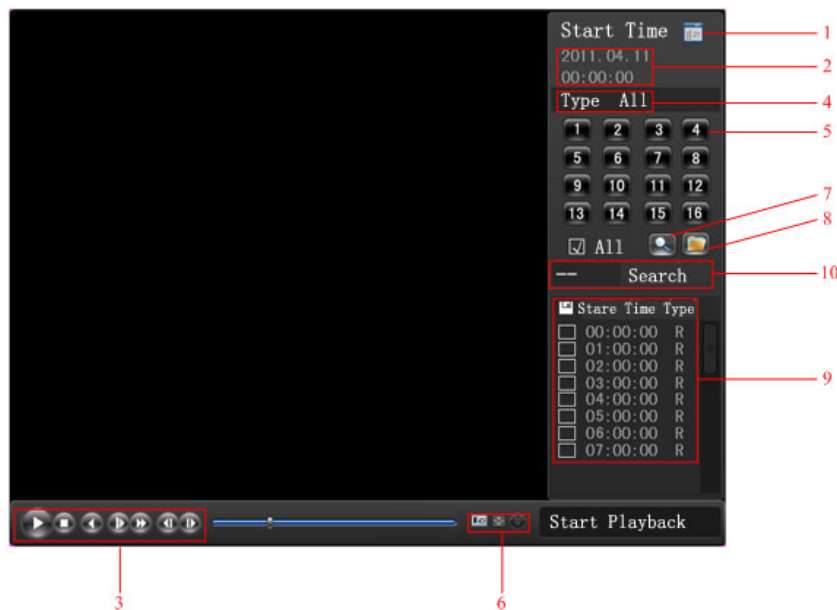 Start Time
1
2011.04.11
00:00:00
2
Type All
4
1 2 3 4
5
5 6 7 8
9 10 11 12
13 14 15 16
7
8
All
-- Search
10
Stare Time Type
00:00:00 R
01:00:00 R
02:00:00 R
03:00:00 R
04:00:00 R
05:00:00 R
06:00:00 R
07:00:00 R
9
Start Playback
3
6